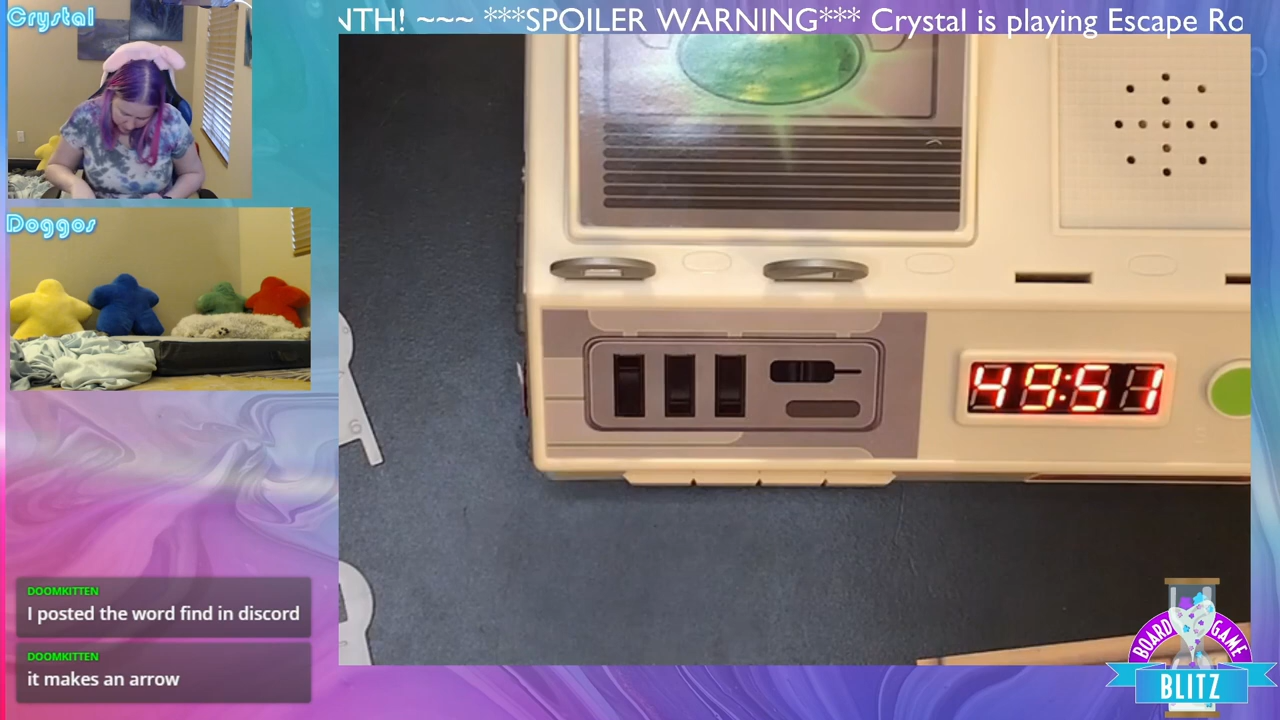 Crystal
NTH! ~~~ ***SPOILER WARNING*** Crystal is playing Escape Ro
Doggos
49:51
6
DOOMKITTEN
I posted the word find in discord
DOOMKITTEN
it makes an arrow
BOARD GAME
BLITZ